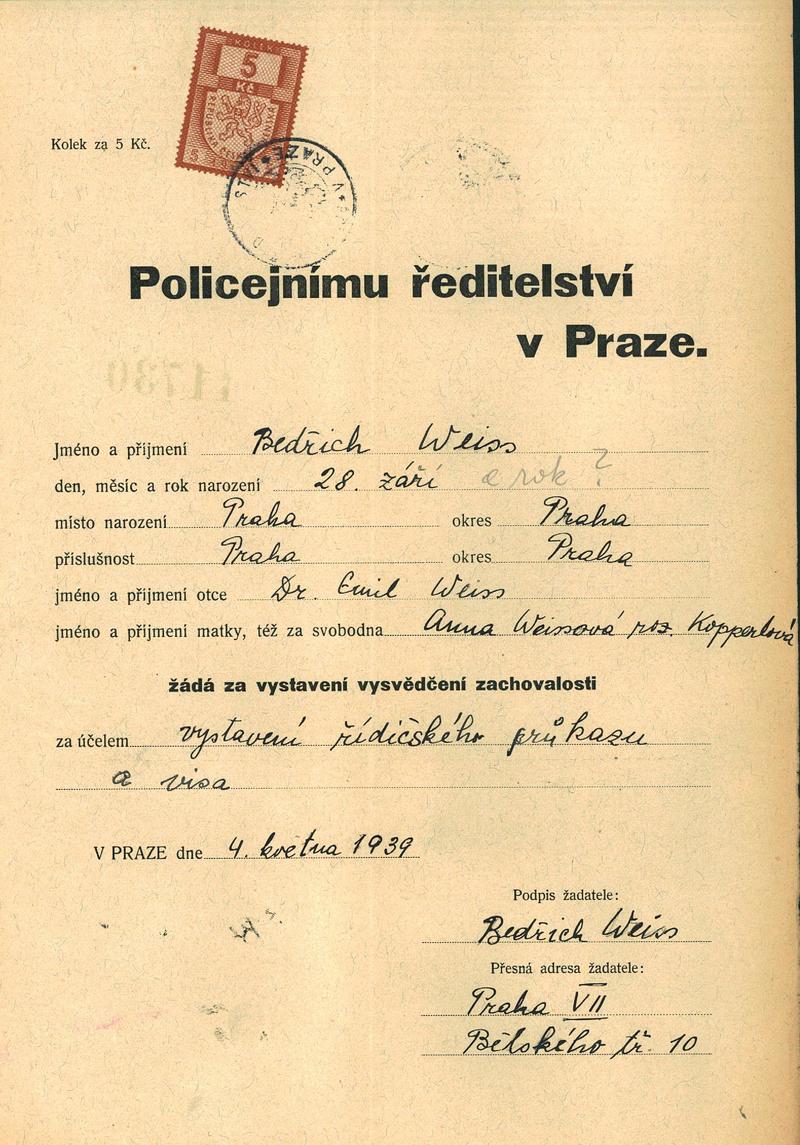 KOLEK
5
Kč
Kolek za 5 Kč.
V PRAZE
Policejnímu ředitelství
v Praze.
Jméno a příjmení Bedřich Weiss
den, měsíc a rok narození 28. září a rok?
místo narození Praha okres Praha
příslušnost Praha okres Praha
jméno a příjmení otce Dr. Emil Weiss
jméno a příjmení matky, též za svobodna Anna Weissová roz. Kopperlová
žádá za vystavení vysvědčení zachovalosti
za účelem vystavení řidičského průkazu
a visa
V PRAZE dne 4. května 1939
Podpis žadatele:
Bedřich Weiss
Přesná adresa žadatele:
Praha VII
Bělského tř. 10